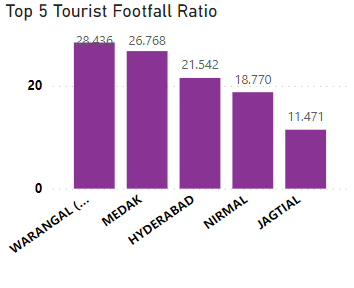 Top 5 Tourist Footfall Ratio
28.436 26.768 21.542 18.770 11.471
20
0
WARANGAL (... MEDAK HYDERABAD NIRMAL JAGTIAL